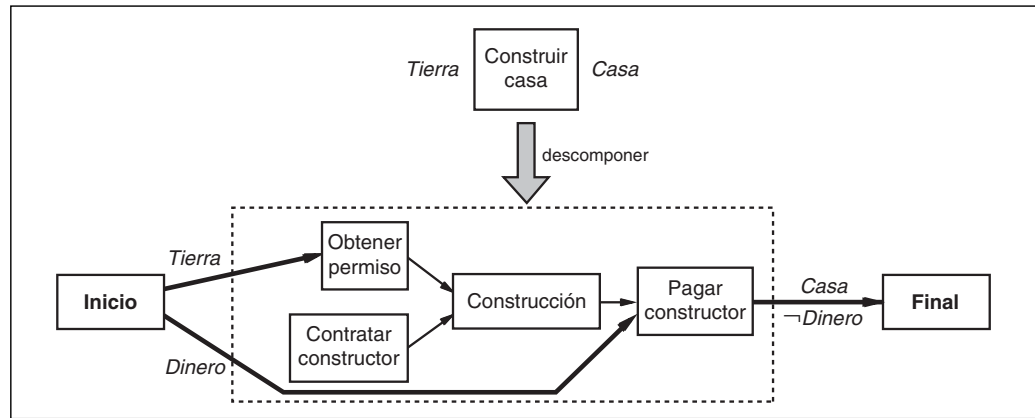 Construir
casa
Tierra
Casa
descomponer
Tierra
Obtener
permiso
Inicio
Construcción
Pagar
constructor
Casa
¬Dinero
Final
Contratar
constructor
Dinero